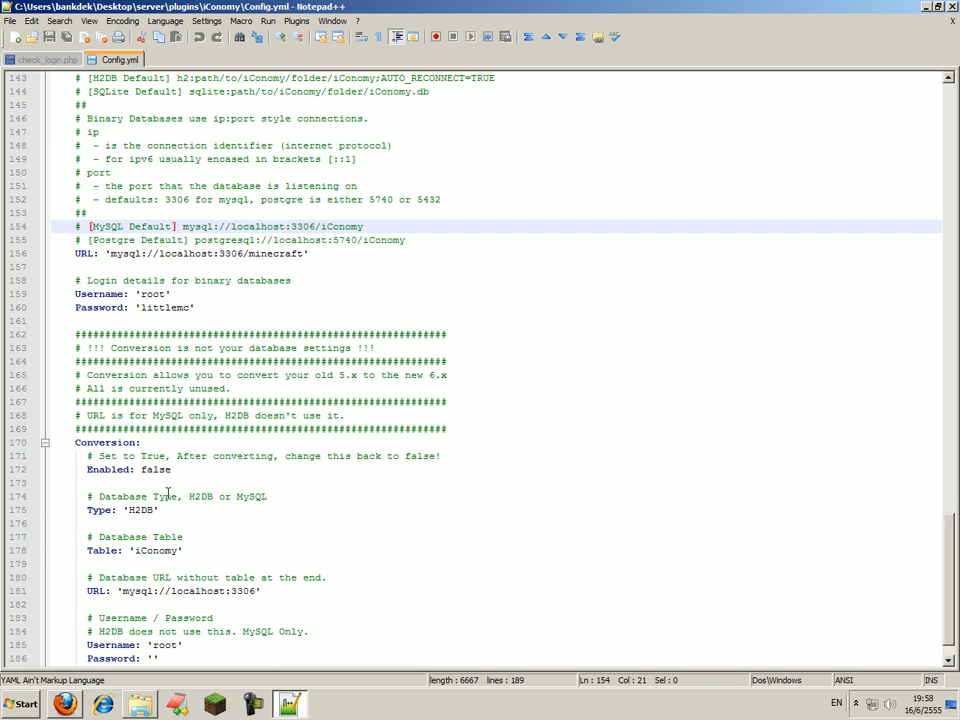 C:\Users\bankdek\Desktop\server\plugins\iConomy\Config.yml - Notepad++
File Edit Search View Encoding Language Settings Macro Run Plugins Window ? X
check_login.php Config.yml
143 # [H2DB Default] h2:path/to/iConomy/folder/iConomy;AUTO_RECONNECT=TRUE
144 # [SQLite Default] sqlite:path/to/iConomy/folder/iConomy.db
145 ##
146 # Binary Databases use ip:port style connections.
147 # ip
148 # - is the connection identifier (internet protocol)
149 # - for ipv6 usually encased in brackets [::1]
150 # port
151 # - the port that the database is listening on
152 # - defaults: 3306 for mysql, postgre is either 5740 or 5432
153 ##
154 # [MySQL Default] mysql://localhost:3306/iConomy
155 # [Postgre Default] postgresql://localhost:5740/iConomy
156 URL: 'mysql://localhost:3306/minecraft'
157
158 # Login details for binary databases
159 Username: 'root'
160 Password: 'littlemc'
161
162 ##############################################################
163 # !!! Conversion is not your database settings !!!
164 ##############################################################
165 # Conversion allows you to convert your old 5.x to the new 6.x
166 # All is currently unused.
167 ##############################################################
168 # URL is for MySQL only, H2DB doesn't use it.
169 ##############################################################
170 Conversion:
171 # Set to True, After converting, change this back to false!
172 Enabled: false
173
174 # Database Type, H2DB or MySQL
175 Type: 'H2DB'
176
177 # Database Table
178 Table: 'iConomy'
179
180 # Database URL without table at the end.
181 URL: 'mysql://localhost:3306'
182
183 # Username / Password
184 # H2DB does not use this. MySQL Only.
185 Username: 'root'
186 Password: ''
YAML Ain't Markup Language length : 6667 lines : 189 Ln : 154 Col : 21 Sel : 0 Dos\Windows ANSI INS
Start EN 19:58
16/6/2555